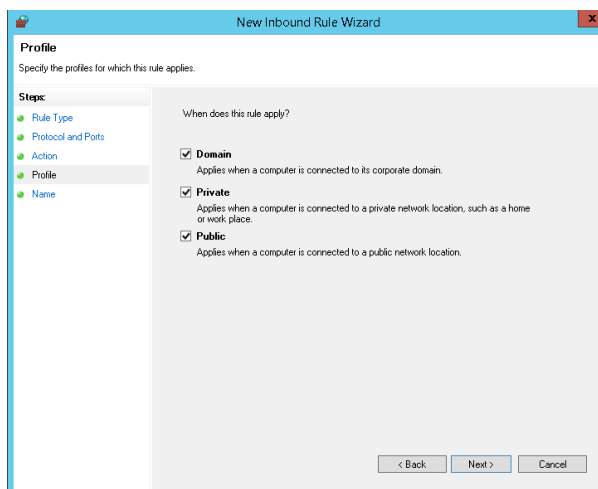 New Inbound Rule Wizard
x
Profile
Specify the profiles for which this rule applies.
Steps:
Rule Type
Protocol and Ports
Action
Profile
Name
When does this rule apply?
Domain
Applies when a computer is connected to its corporate domain.
Private
Applies when a computer is connected to a private network location, such as a home
or work place.
Public
Applies when a computer is connected to a public network location.
< Back
Next >
Cancel